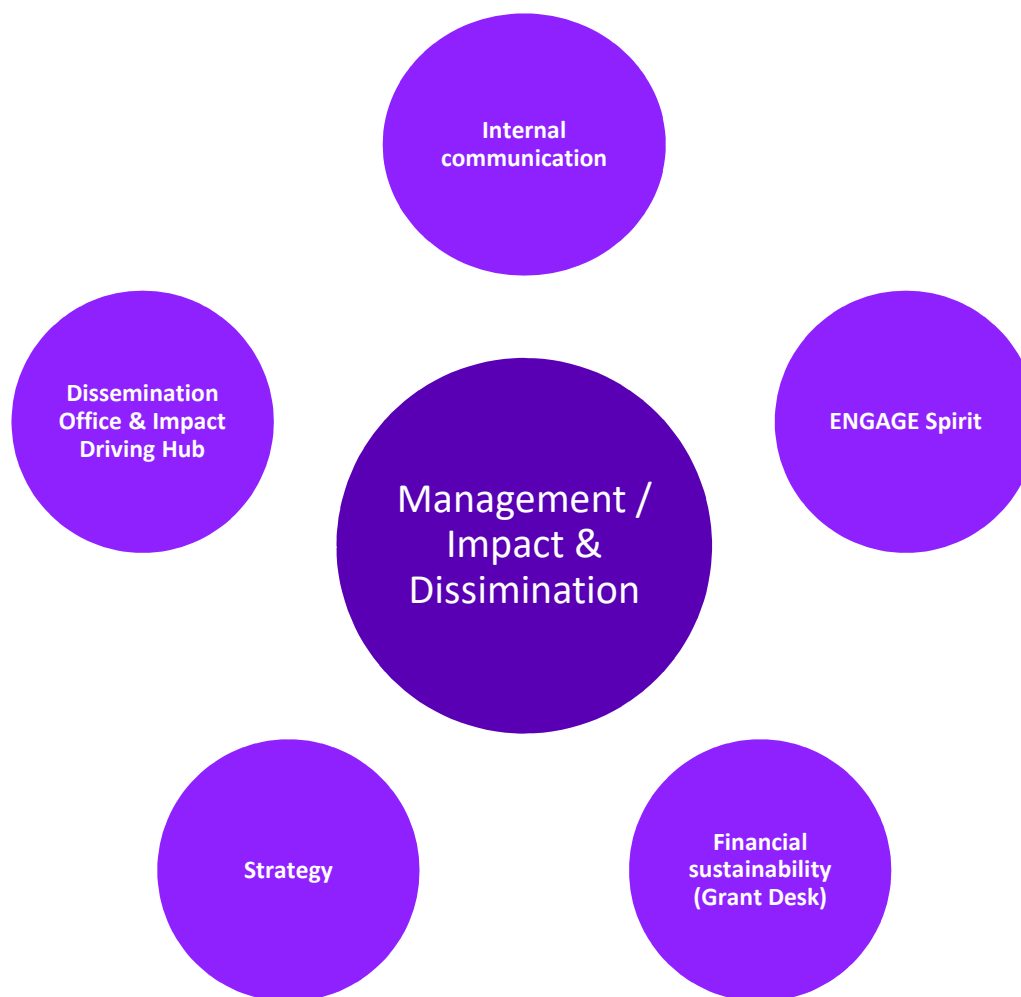 Internal
communication
Dissemination
Office & Impact
Driving Hub
ENGAGE Spirit
Management /
Impact &
Dissimination
Strategy
Financial
sustainability
(Grant Desk)